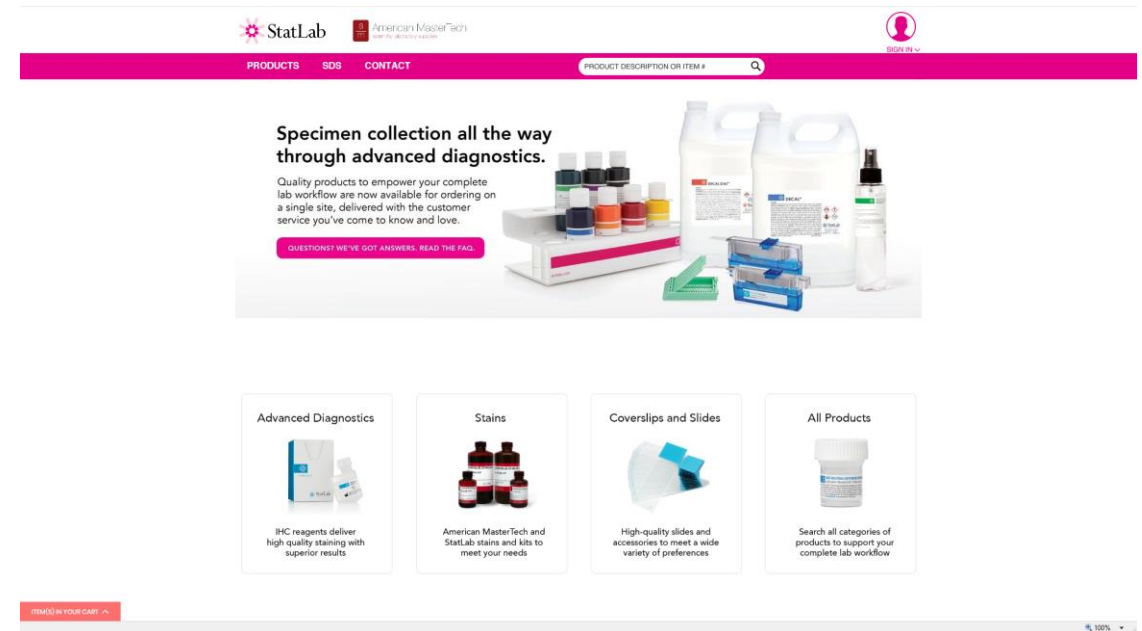 StatLab
American MasterTech
SIGN IN
PRODUCTS SDS CONTACT
PRODUCT DESCRIPTION OR ITEM #
Specimen collection all the way
through advanced diagnostics.
Quality products to empower your complete
lab workflow are now available for ordering on
a single site, delivered with the customer
service you've come to know and love.
QUESTIONS? WE'VE GOT ANSWERS. READ THE FAQ.
DECAL
StatLab
Advanced Diagnostics
Stains
Coverslips and Slides
All Products
StatLab
IHC reagents deliver
high quality staining with
superior results
American MasterTech and
StatLab stains and kits to
meet your needs
High-quality slides and
accessories to meet a wide
variety of preferences
Search all categories of
products to support your
complete lab workflow
ITEM(S) IN YOUR CART
100%